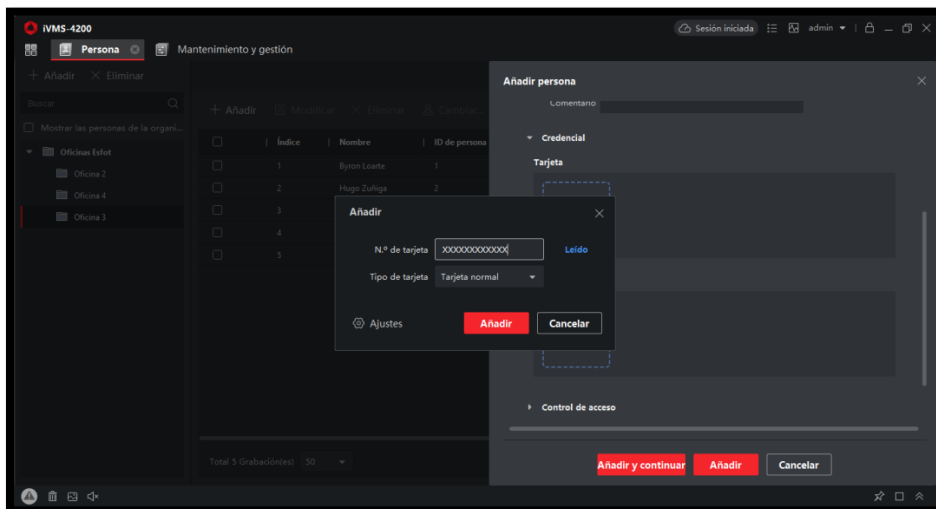 iVMS-4200
Sesión iniciada
admin
Persona
Mantenimiento y gestión
Añadir
Eliminar
Buscar
Mostrar las personas de la organi...
Oficinas Esfot
Oficina 2
Oficina 4
Oficina 3
Añadir
Modificar
Eliminar
Cambiar
Índice
Nombre
ID de persona
1
Byron Loarte
1
2
Hugo Zuñiga
2
3
4
5
Total 5 Grabación(es)
50
Añadir persona
Comentario
Credencial
Tarjeta
Control de acceso
Añadir y continuar
Añadir
Cancelar
Añadir
N.º de tarjeta
XXXXXXXXXXXX
Leído
Tipo de tarjeta
Tarjeta normal
Ajustes
Añadir
Cancelar